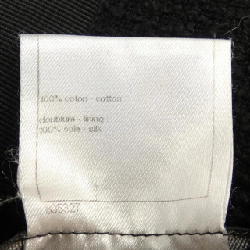 100% coton - cotton
doublure - lining
100% soie - silk